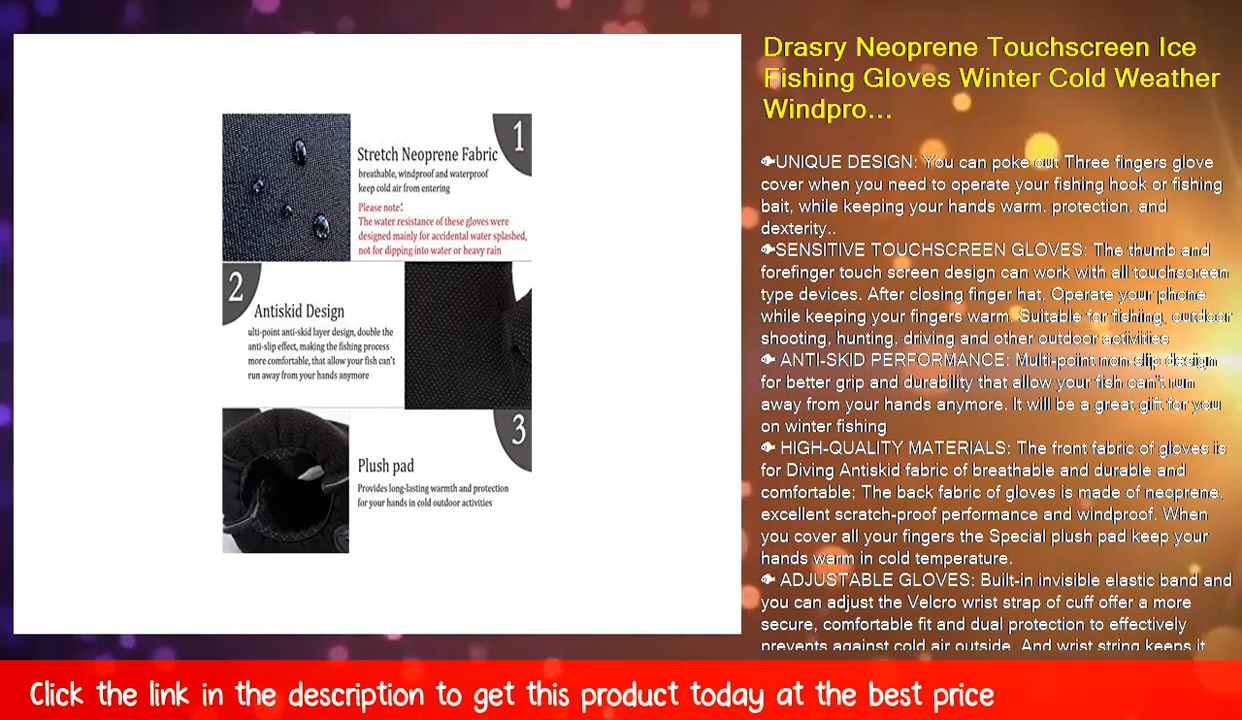 1
Stretch Neoprene Fabric
breathable, windproof and waterproof
keep cold air from entering
Please note:
The water resistance of these gloves were
designed mainly for accidental water splashed,
not for dipping into water or heavy rain
2
Antiskid Design
ulti-point anti-skid layer design, double the
anti-slip effect, making the fishing process
more comfortable, that allow your fish can't
run away from your hands anymore
3
Plush pad
Provides long-lasting warmth and protection
for your hands in cold outdoor activities
Drasry Neoprene Touchscreen Ice
Fishing Gloves Winter Cold Weather
Windpro...
UNIQUE DESIGN: You can poke out Three fingers glove
cover when you need to operate your fishing hook or fishing
bait, while keeping your hands warm. protection, and
dexterity..
SENSITIVE TOUCHSCREEN GLOVES: The thumb and
forefinger touch screen design can work with all touchscreen
type devices. After closing finger hat, Operate your phone
while keeping your fingers warm. Suitable for fishing, outdoor
shooting, hunting, driving and other outdoor activities
ANTI-SKID PERFORMANCE: Multi-point non-slip design
for better grip and durability that allow your fish can't run
away from your hands anymore. It will be a great gift for you
on winter fishing
HIGH-QUALITY MATERIALS: The front fabric of gloves is
for Diving Antiskid fabric of breathable and durable and
comfortable; The back fabric of gloves is made of neoprene,
excellent scratch-proof performance and windproof. When
you cover all your fingers the Special plush pad keep your
hands warm in cold temperature.
ADJUSTABLE GLOVES: Built-in invisible elastic band and
you can adjust the Velcro wrist strap of cuff offer a more
secure, comfortable fit and dual protection to effectively
prevents against cold air outside. And wrist string keeps it
Click the link in the description to get this product today at the best price